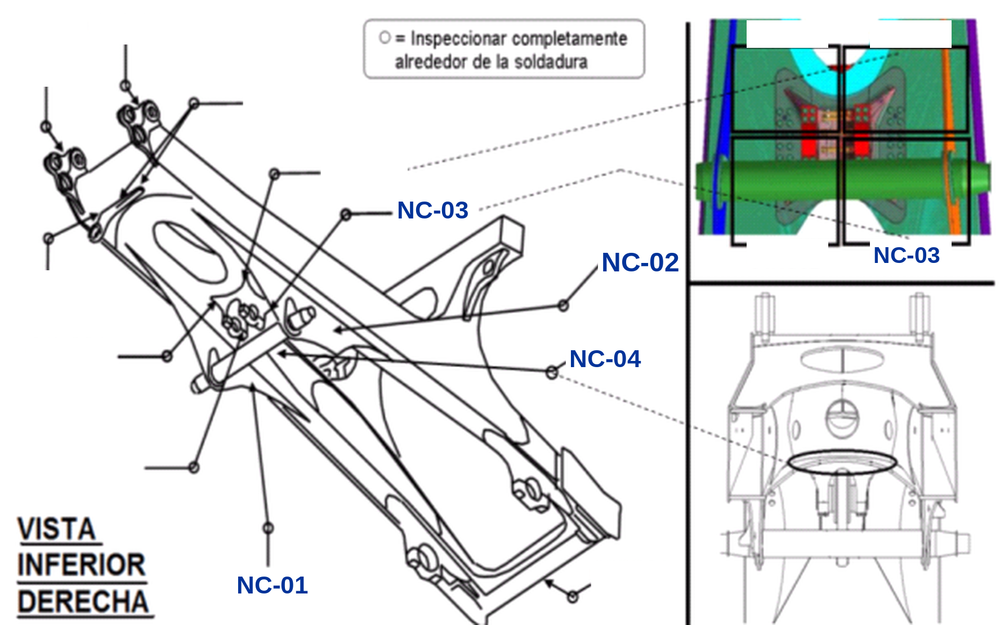 = Inspeccionar completamente
alrededor de la soldadura
NC-03
NC-02
NC-03
NC-04
VISTA
INFERIOR
DERECHA
NC-01